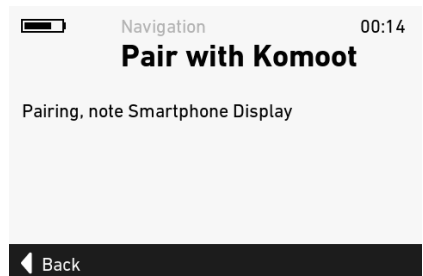 Navigation
00:14
Pair with Komoot
Pairing, note Smartphone Display
Back